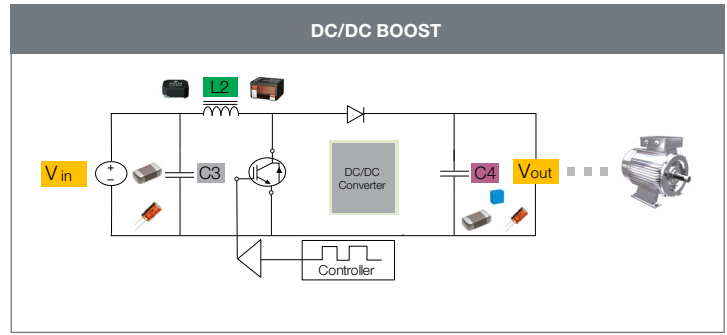 DC/DC BOOST
L2
Vin
C3
DC/DC
Converter
C4
Vout
Controller